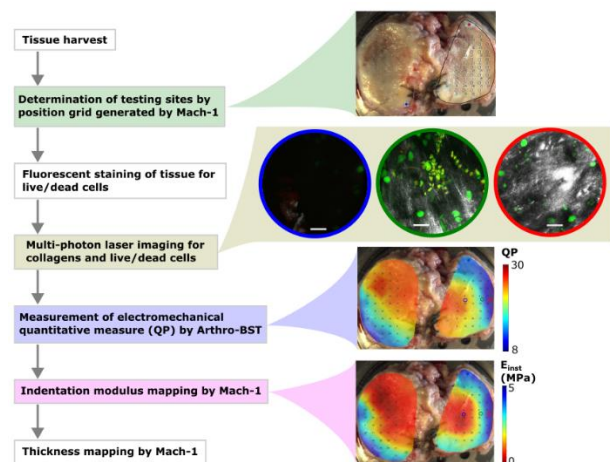 Tissue harvest
Determination of testing sites by
position grid generated by Mach-1
Fluorescent staining of tissue for
live/dead cells
Multi-photon laser imaging for
collagens and live/dead cells
Measurement of electromechanical
quantitative measure (QP) by Arthro-BST
Indentation modulus mapping by Mach-1
Thickness mapping by Mach-1
QP
30
8
E inst
(MPa)
5
0